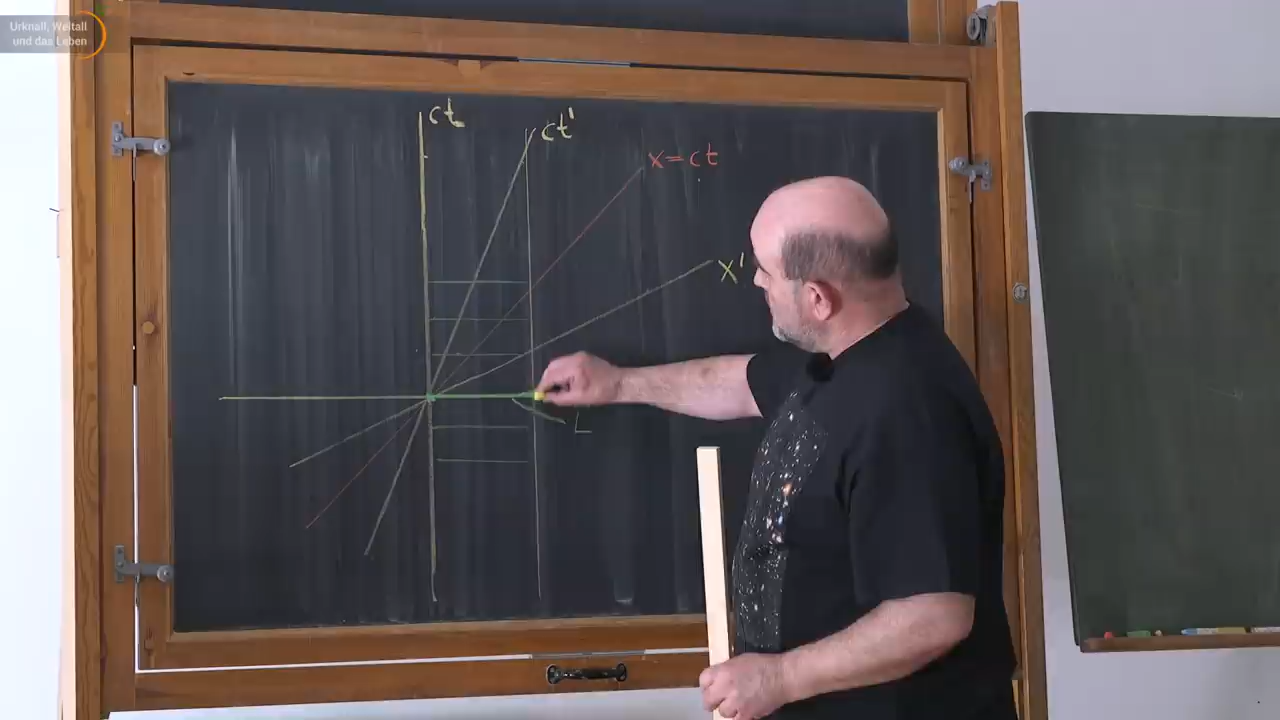 Urknall, Weltall
und das Leben
ct
ct'
x=ct
x'
L